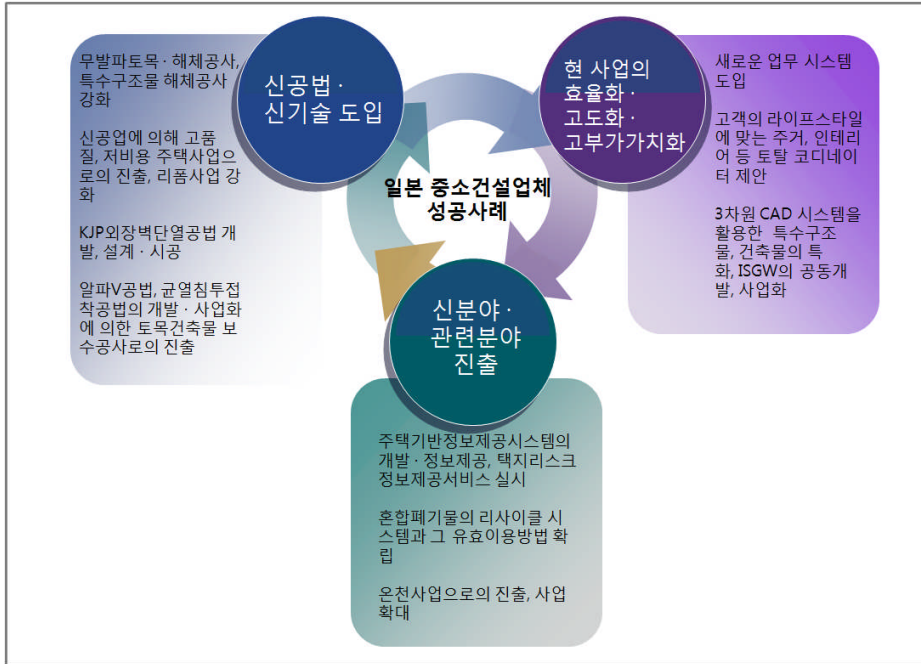 무발파토목 · 해체공사,
특수구조물 해체공사
강화
신공업에 의해 고품
질, 저비용 주택사업으
로의 진출, 리폼사업 강
화
KJP외장벽단열공법 개
발, 설계 · 시공
알파V공법, 균열침투접
착공법의 개발 · 사업화
에 의한 토목건축물 보
수공사로의 진출
신공법 ·
신기술 도입
현 사업의
효율화 ·
고도화 ·
고부가가치화
새로운 업무 시스템
도입
고객의 라이프스타일
에 맞는 주거, 인테리
어 등 토탈 코디네이
터 제안
3차원 CAD 시스템을
활용한 특수구조
물, 건축물의 특
화, ISGW의 공동개
발, 사업화
일본 중소건설업체
성공사례
신분야 ·
관련분야
진출
주택기반정보제공시스템의
개발 · 정보제공, 택지리스크
정보제공서비스 실시
혼합폐기물의 리사이클 시
스템과 그 유효이용방법 확
립
온천사업으로의 진출, 사업
확대